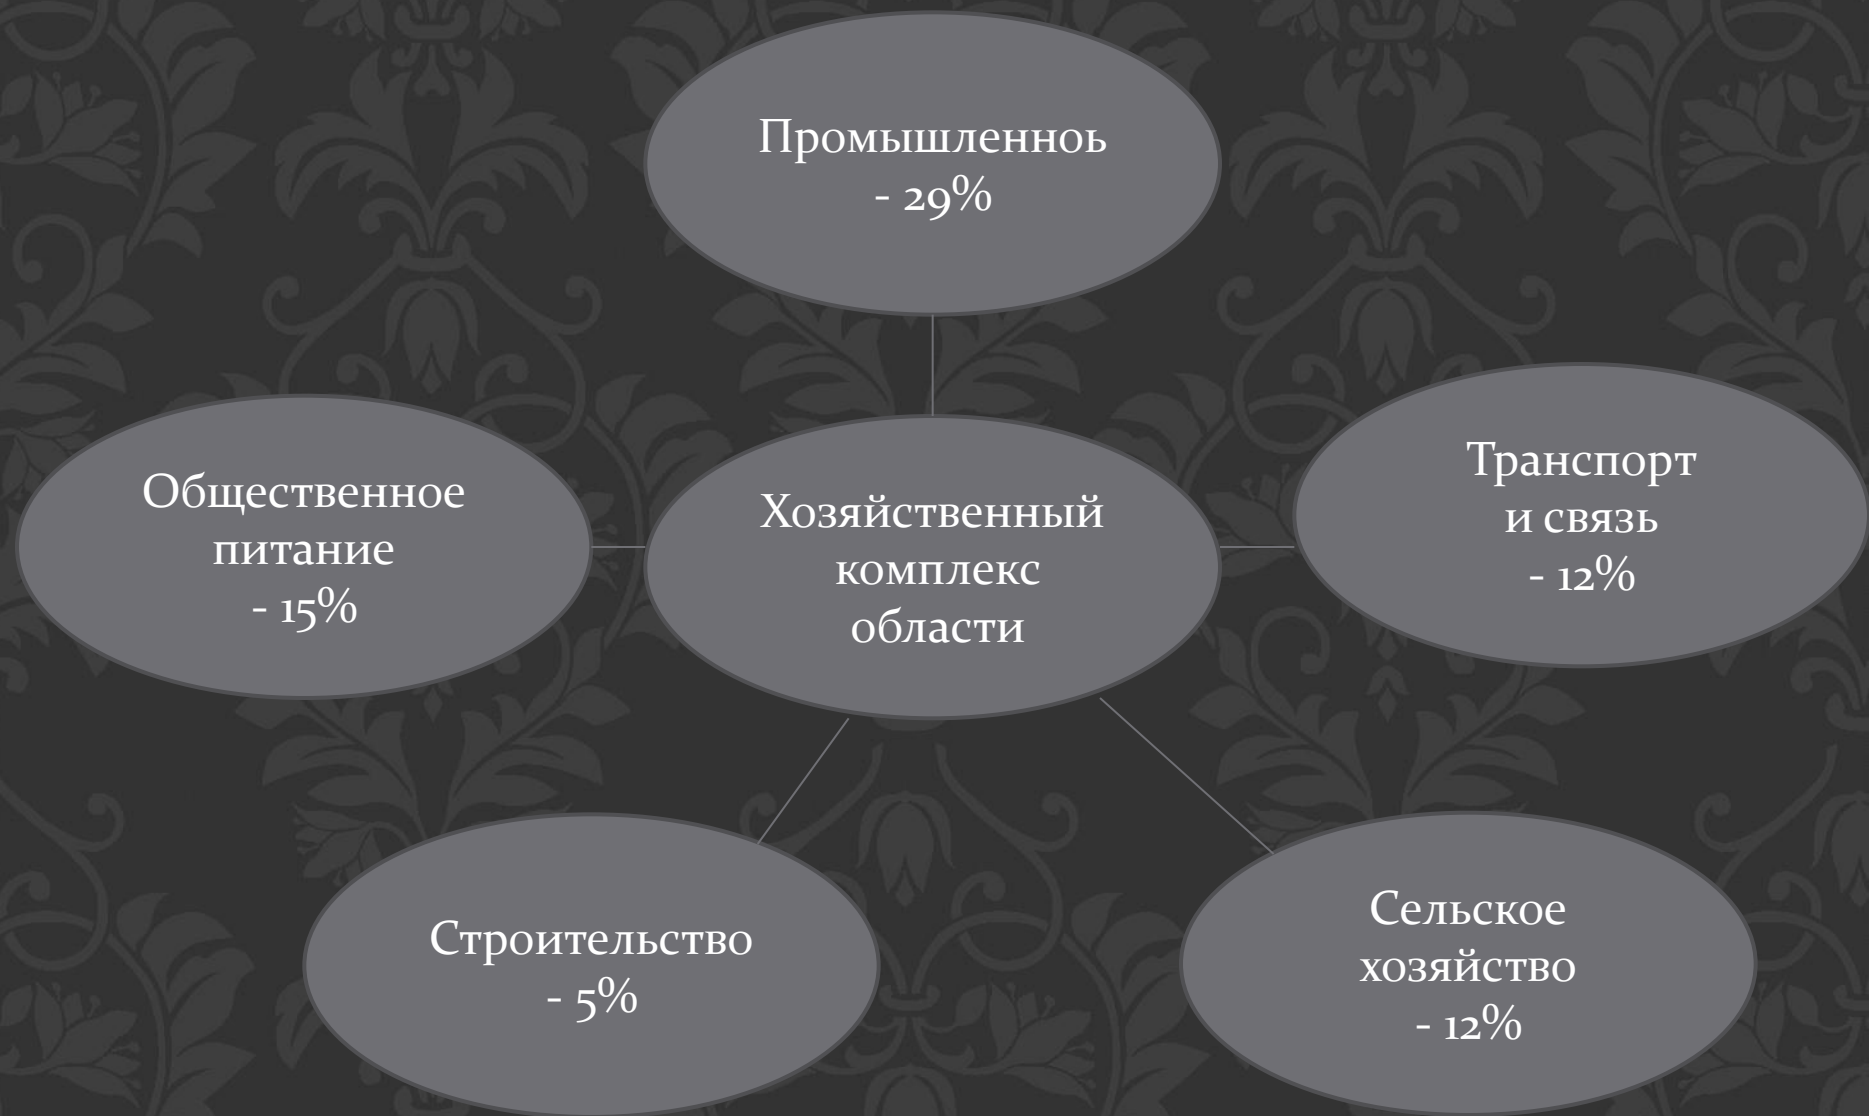 Промышленноь
- 29%
Общественное
питание
- 15%
Хозяйственный
комплекс
области
Транспорт
и связь
- 12%
Строительство
- 5%
Сельское
хозяйство
- 12%